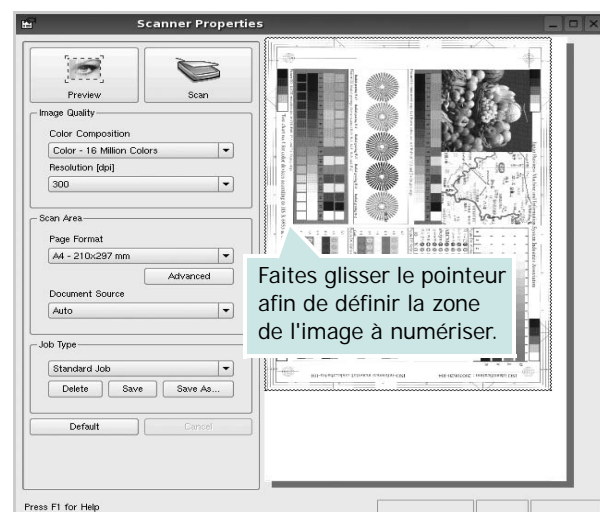 Scanner Properties
Preview
Scan
Image Quality
Color Composition
Color - 16 Million Colors
Resolution [dpi]
300
Scan Area
Page Format
A4 - 210x297 mm
Advanced
Document Source
Auto
Job Type
Standard Job
Delete
Save
Save As...
Default
Cancel
Press F1 for Help
Faites glisser le pointeur
afin de définir la zone
de l'image à numériser.